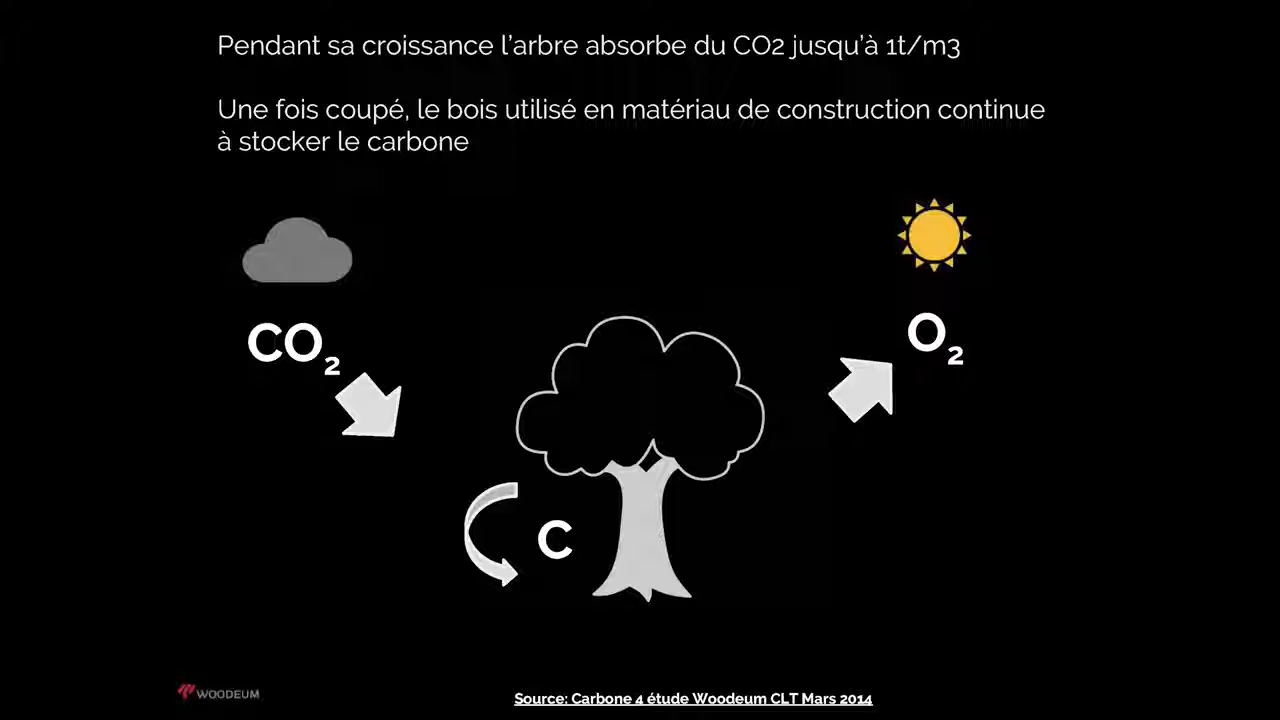 Pendant sa croissance l’arbre absorbe du CO2 jusqu’à 1t/m3
Une fois coupé, le bois utilisé en matériau de construction continue
à stocker le carbone
CO₂
O₂
C
WOODEUM
Source: Carbone 4 étude Woodeum CLT Mars 2014